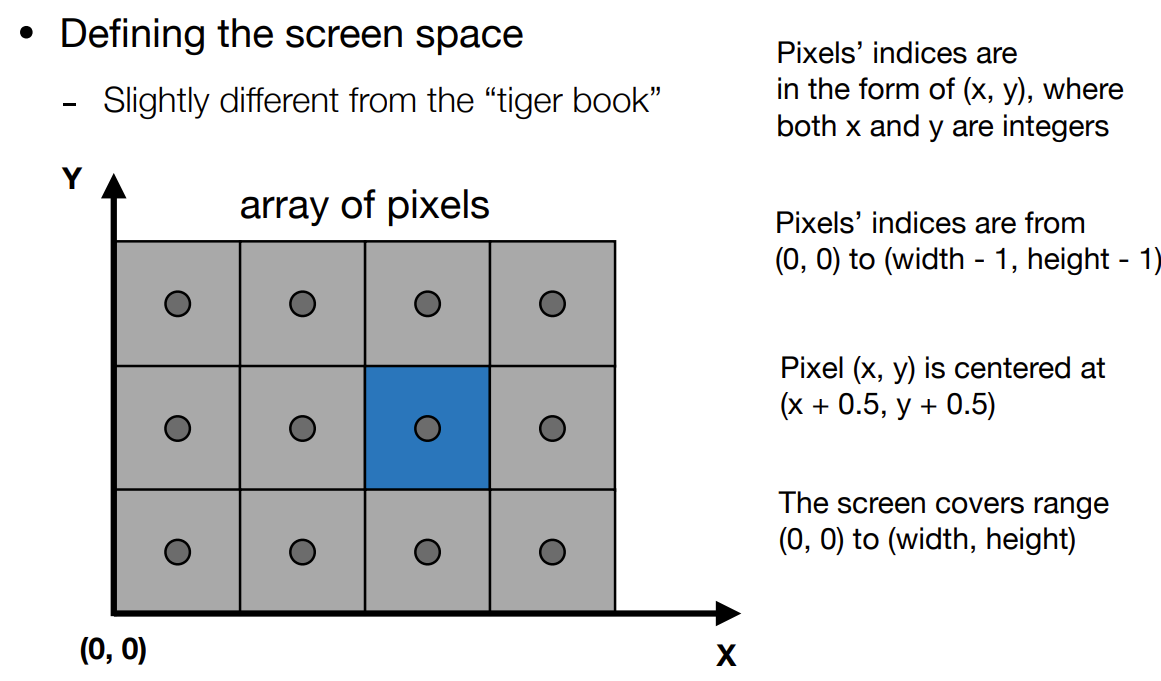 • Defining the screen space
- Slightly different from the “tiger book”
Y
array of pixels
(0, 0)
X
Pixels’ indices are
in the form of (x, y), where
both x and y are integers
Pixels’ indices are from
(0, 0) to (width - 1, height - 1)
Pixel (x, y) is centered at
(x + 0.5, y + 0.5)
The screen covers range
(0, 0) to (width, height)